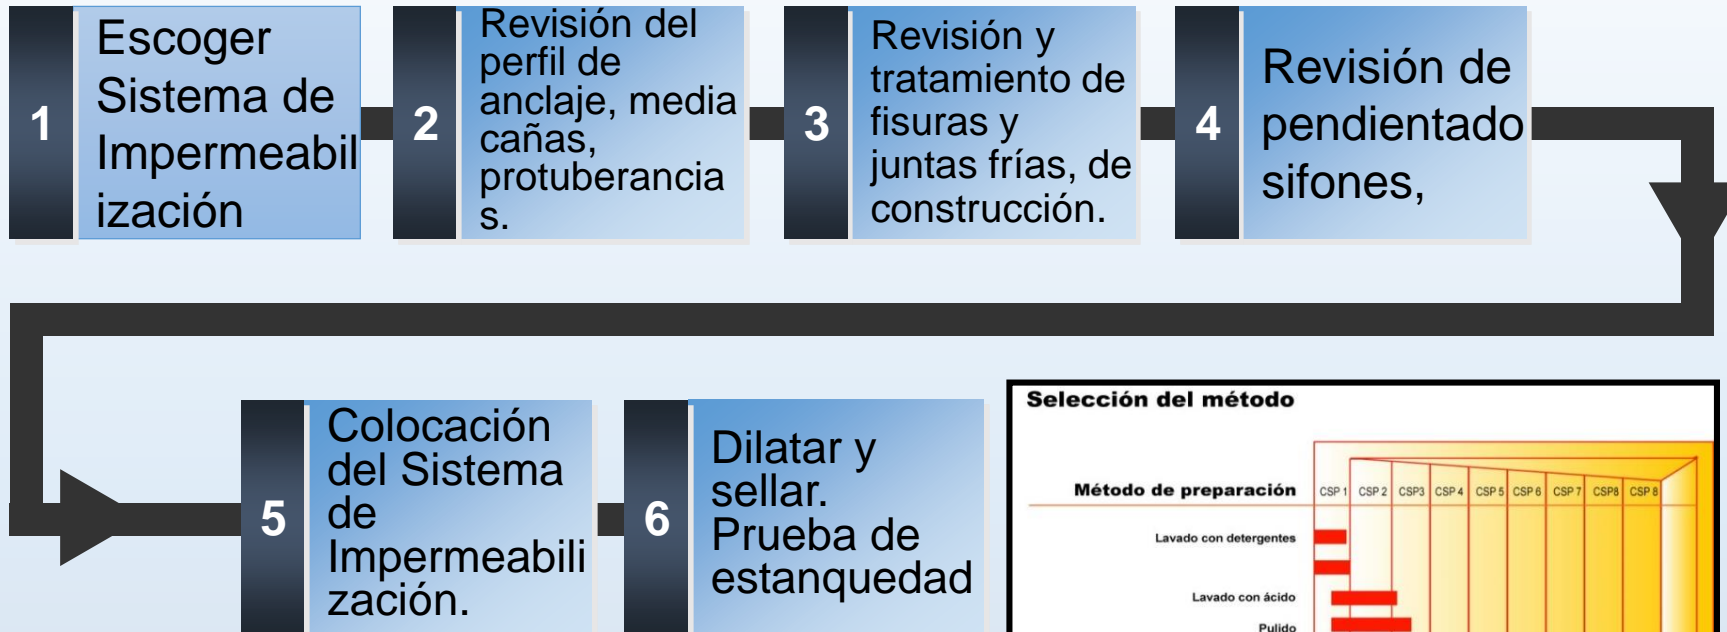 1
Escoger
Sistema de
Impermeabil
ización
2
Revisión del
perfil de
anclaje, media
cañas,
protuberancia
s.
3
Revisión y
tratamiento de
fisuras y
juntas frías, de
construcción.
4
Revisión de
pendientado
sifones,
5
Colocación
del Sistema
de
Impermeabili
zación.
6
Dilatar y
sellar.
Prueba de
estanquedad
Selección del método
Método de preparación CSP 1 CSP 2 CSP3 CSP 4 CSP 5 CSP 6 CSP 7 CSP8 CSP 8
Lavado con detergentes
Lavado con ácido
Pulido